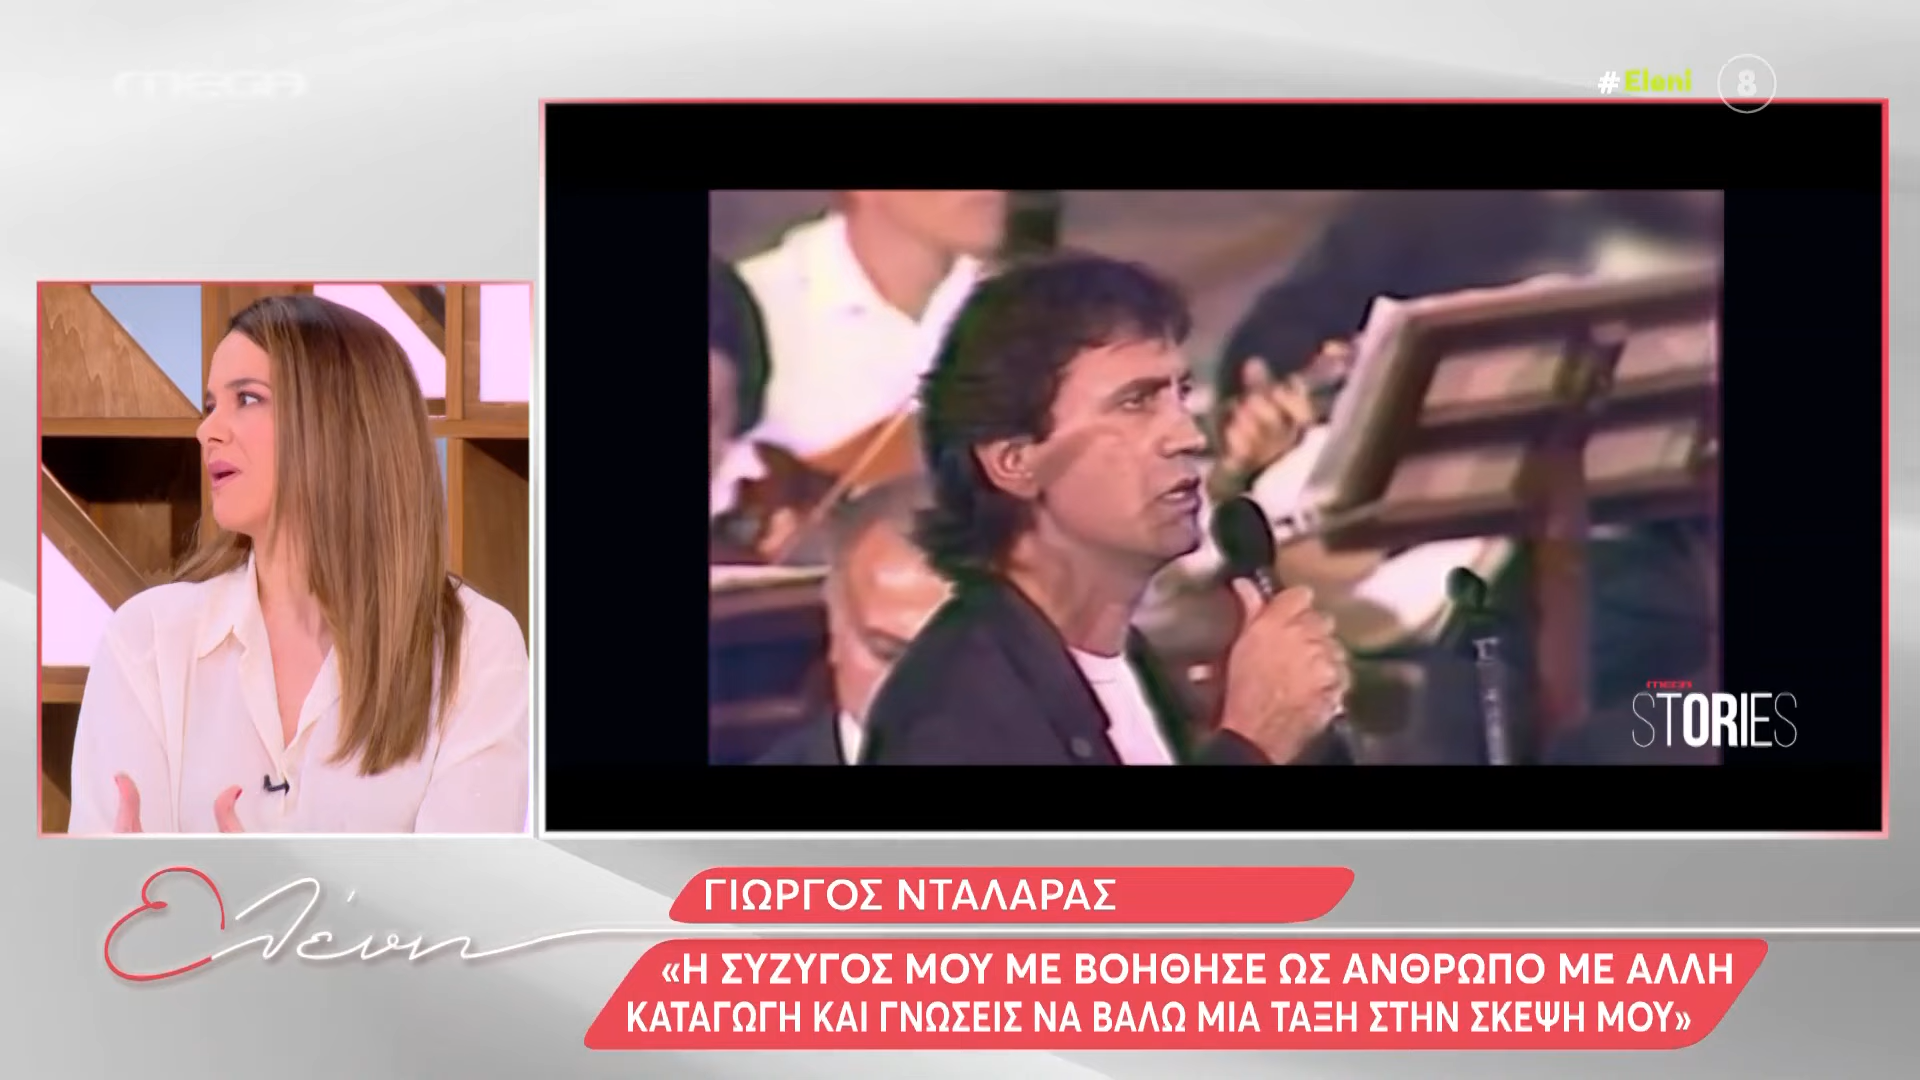 mega
#Eleni
8
mega
STORIES
Ελένη
ΓΙΩΡΓΟΣ ΝΤΑΛΑΡΑΣ
«Η ΣΥΖΥΓΟΣ ΜΟΥ ΜΕ ΒΟΗΘΗΣΕ ΩΣ ΑΝΘΡΩΠΟ ΜΕ ΑΛΛΗ
ΚΑΤΑΓΩΓΗ ΚΑΙ ΓΝΩΣΕΙΣ ΝΑ ΒΑΛΩ ΜΙΑ ΤΑΞΗ ΣΤΗΝ ΣΚΕΨΗ ΜΟΥ»